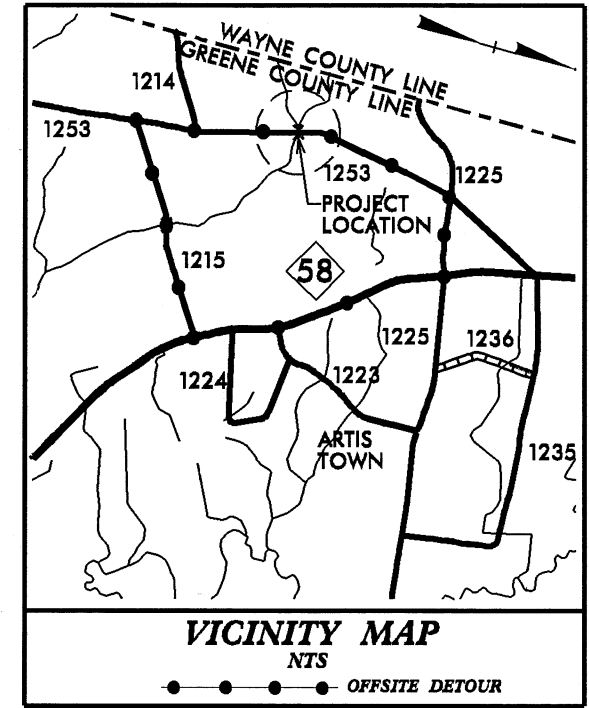 WAYNE COUNTY LINE
GREENE COUNTY LINE
1214
1253
1253
1225
PROJECT
LOCATION
1215
58
1225
1236
1224
1223
ARTIS
TOWN
1235
VICINITY MAP
NTS
OFFSITE DETOUR